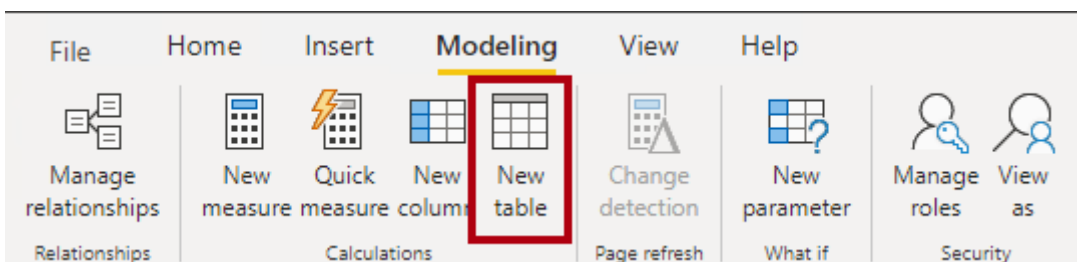 File Home Insert Modeling View Help
Manage New Quick New New Change New Manage View
relationships measure measure column table detection parameter roles as
Relationships Calculations Page refresh What if Security